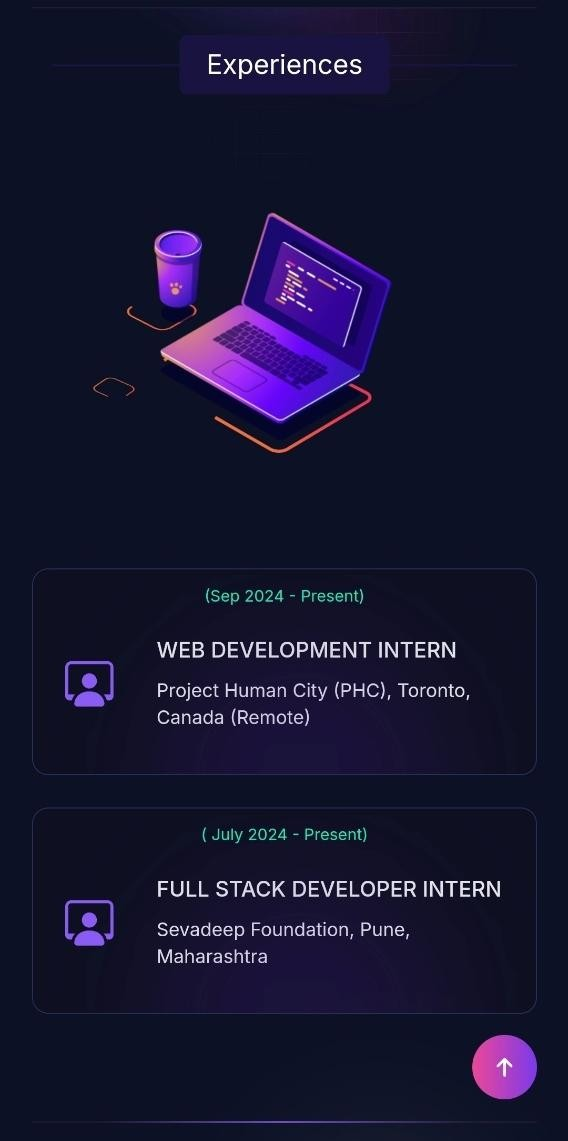 Experiences
(Sep 2024 - Present)
WEB DEVELOPMENT INTERN
Project Human City (PHC), Toronto,
Canada (Remote)
( July 2024 - Present)
FULL STACK DEVELOPER INTERN
Sevadeep Foundation, Pune,
Maharashtra